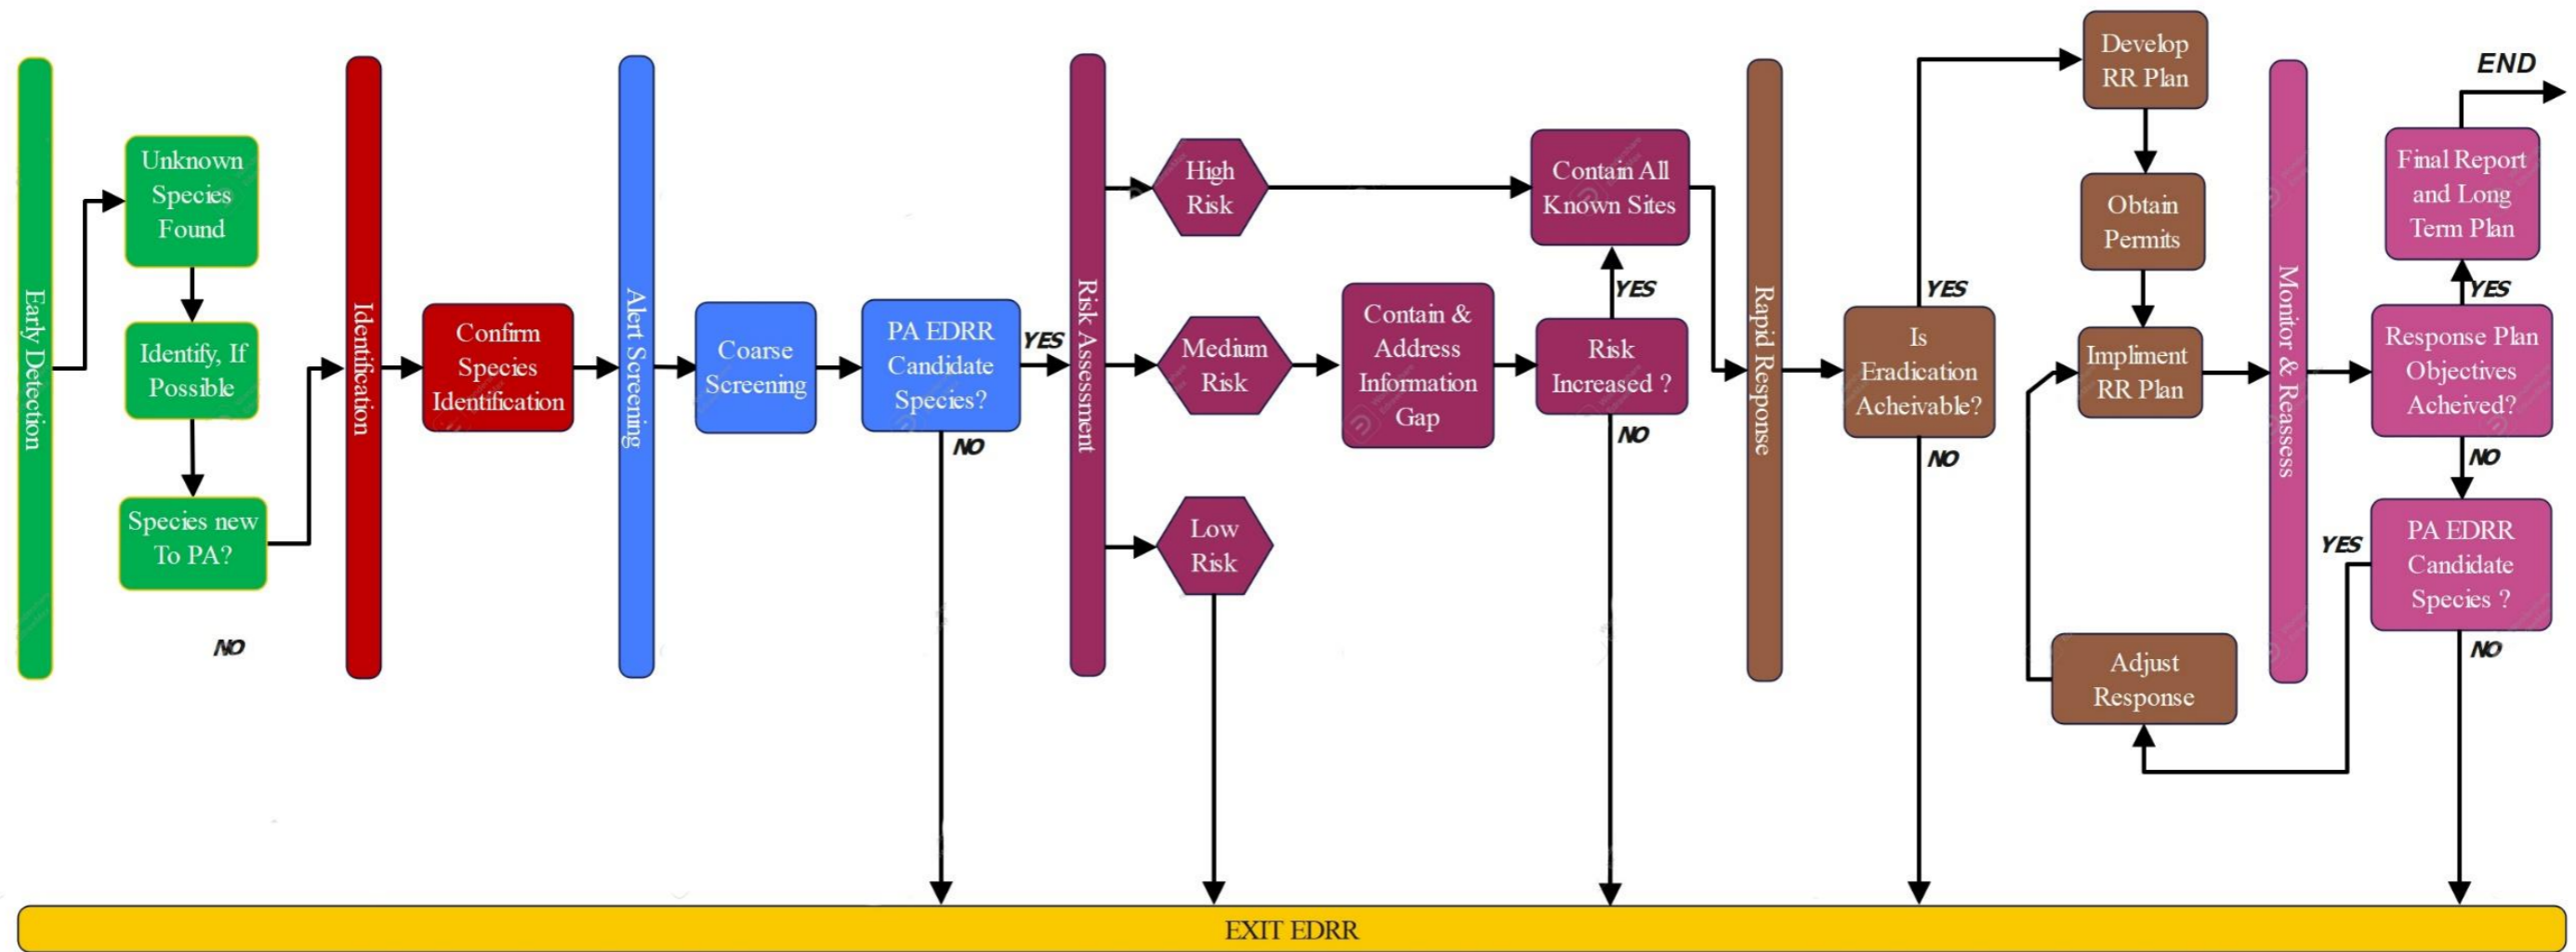 Early Detection
Unknown
Species
Found
Identify, If
Possible
Species new
To PA?
NO
Identification
Confirm
Species
Identification
Alert Screening
Coarse
Screening
PA EDRR
Candidate
Species?
YES
NO
Risk Assessment
High
Risk
Medium
Risk
Low
Risk
Contain &
Address
Information
Gap
Contain All
Known Sites
YES
Risk
Increased ?
NO
Rapid Response
Is
Eradication
Acheivable?
YES
NO
Develop
RR Plan
Obtain
Permits
Impliment
RR Plan
Adjust
Response
Monitor & Reassess
END
Final Report
and Long
Term Plan
YES
Response Plan
Objectives
Acheived?
NO
PA EDRR
Candidate
Species ?
YES
NO
EXIT EDRR